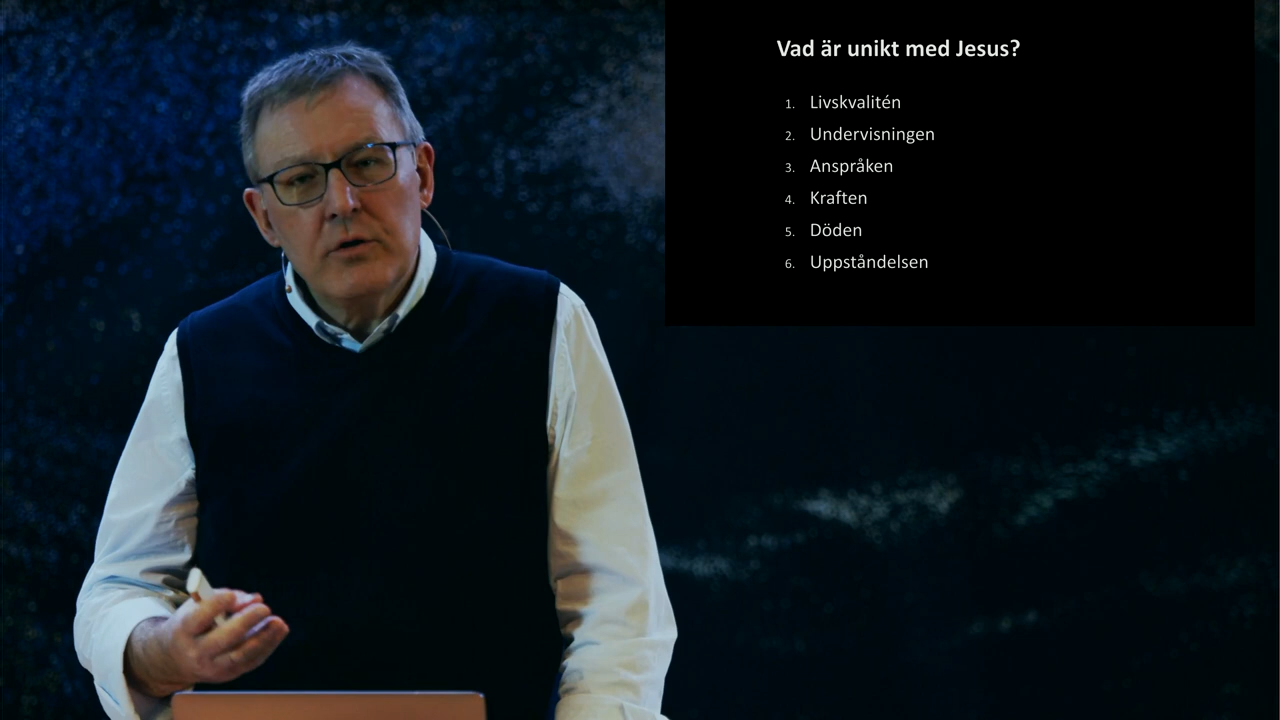 Vad är unikt med Jesus?
1. Livskvalitén
2. Undervisningen
3. Anspråken
4. Kraften
5. Döden
6. Uppståndelsen